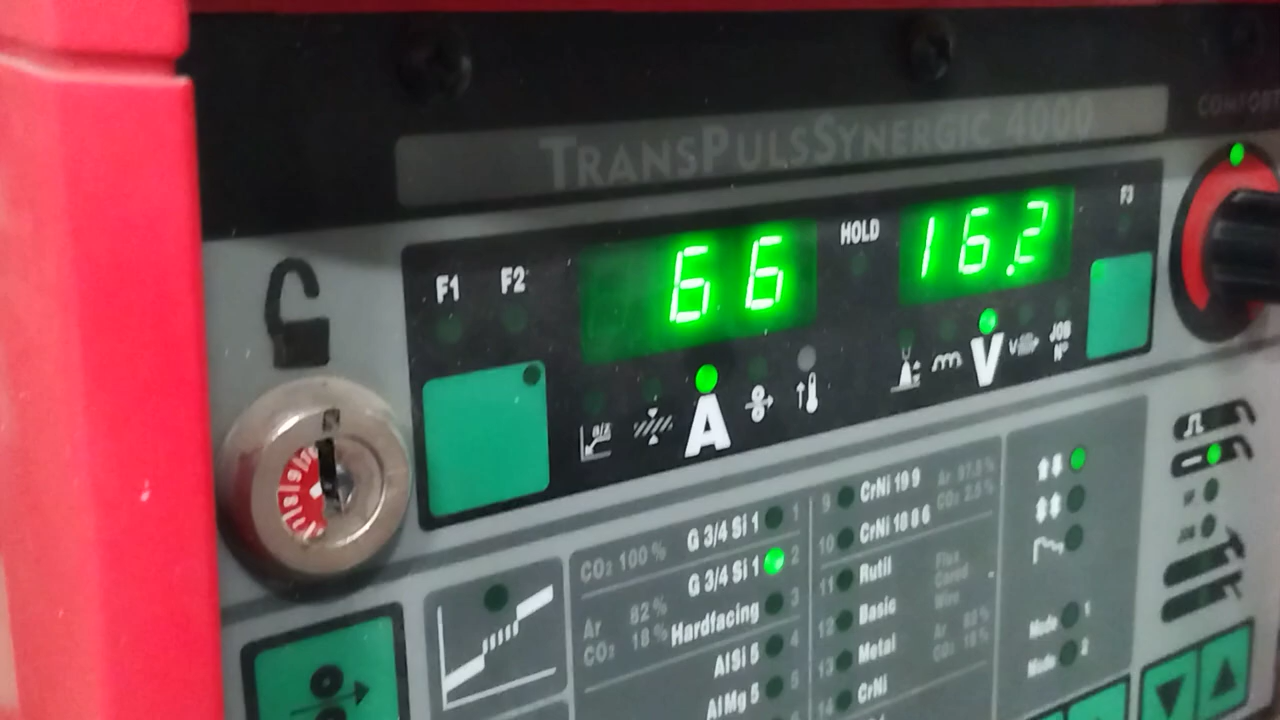 COMFORT
TRANSPULSSYNERGIC 4000
F1 F2 66 HOLD 16.2 F3
a/z A V JOB N°
CO₂ 100 % G 3/4 Si 1 1
G 3/4 Si 1 2
Ar 82 %
CO₂ 18 % Hardfacing 3
AlSi 5 4
AlMg 5 5
9 CrNi 19 9 Ar 97.5 %
CO₂ 2.5 %
10 CrNi 18 8 6
11 Rutil Flux Cored Wire
12 Basic
13 Metal Ar 82 %
CO₂ 18 %
14 CrNi
Mode 1
Mode 2